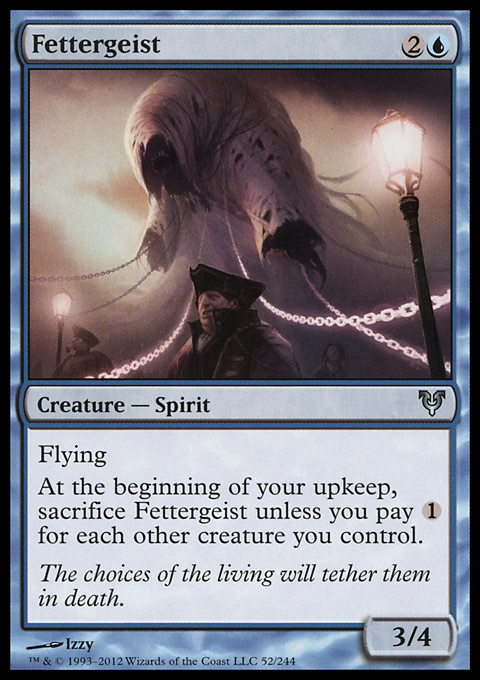 Fettergeist 2
Creature — Spirit
Flying
At the beginning of your upkeep,
sacrifice Fettergeist unless you pay 1
for each other creature you control.
The choices of the living will tether them
in death.
3/4
Izzy
™ & © 1993–2012 Wizards of the Coast LLC 52/244